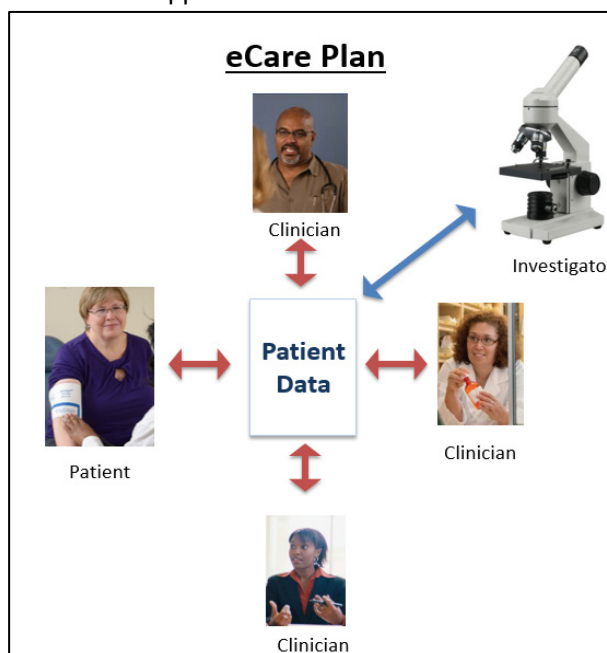 eCare Plan
Clinician
Investigato
Patient
Data
Clinician
Patient
Clinician